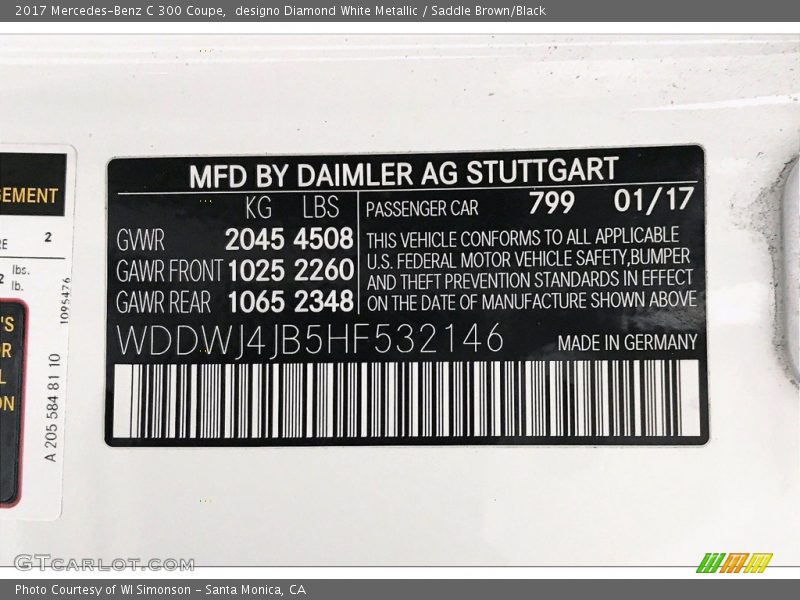 2017 Mercedes-Benz C 300 Coupe,  designo Diamond White Metallic / Saddle Brown/Black
MFD BY DAIMLER AG STUTTGART
KG LBS
GVWR 2045 4508
GAWR FRONT 1025 2260
GAWR REAR 1065 2348
PASSENGER CAR 799 01/17
THIS VEHICLE CONFORMS TO ALL APPLICABLE
U.S. FEDERAL MOTOR VEHICLE SAFETY,BUMPER
AND THEFT PREVENTION STANDARDS IN EFFECT
ON THE DATE OF MANUFACTURE SHOWN ABOVE
WDDWJ4JB5HF532146 MADE IN GERMANY
GEMENT
2
lbs.
lb.
1095476
A 205 584 81 10
GTCARLOT.COM
Photo Courtesy of WI Simonson - Santa Monica, CA